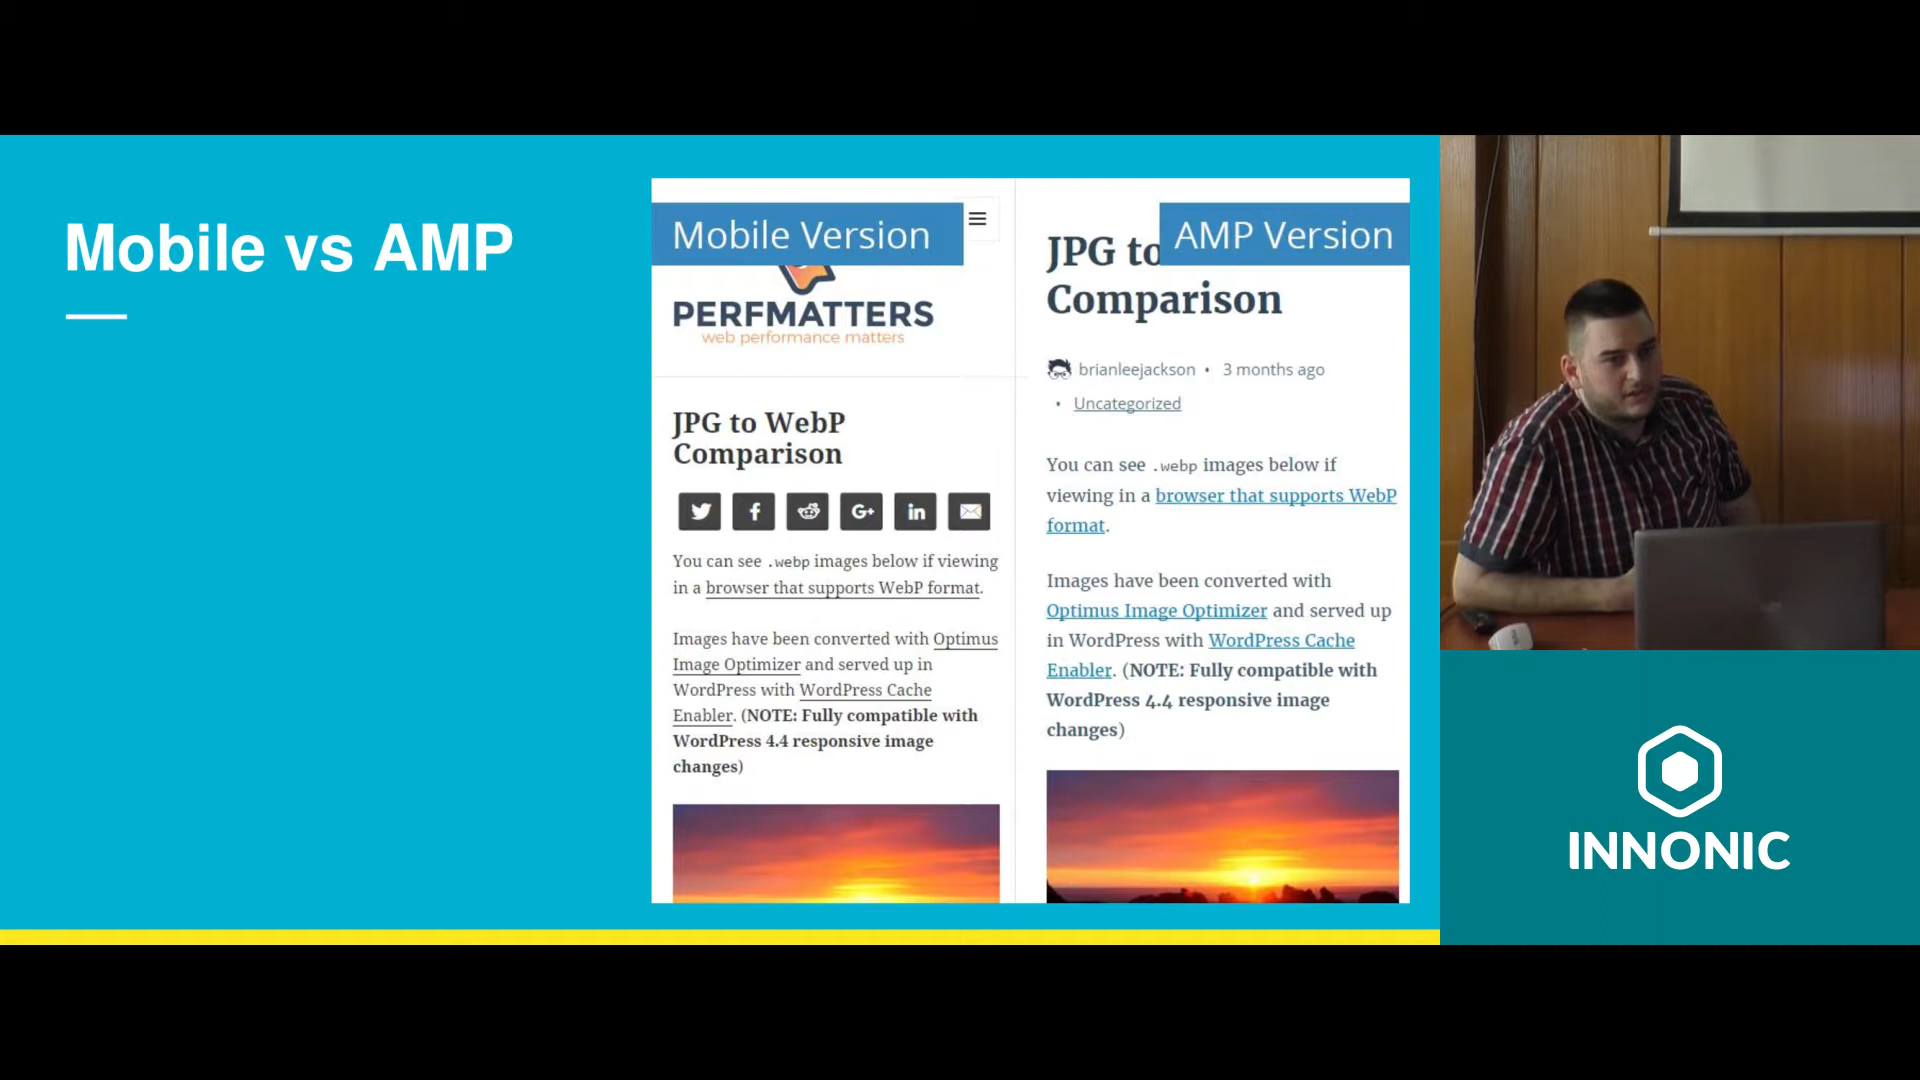 Mobile vs AMP
Mobile Version
PERFMATTERS
web performance matters
JPG to WebP
Comparison
You can see .webp images below if viewing
in a browser that supports WebP format.
Images have been converted with Optimus
Image Optimizer and served up in
WordPress with WordPress Cache
Enabler. (NOTE: Fully compatible with
WordPress 4.4 responsive image
changes)
AMP Version
JPG to
Comparison
brianleejackson • 3 months ago
• Uncategorized
You can see .webp images below if
viewing in a browser that supports WebP
format.
Images have been converted with
Optimus Image Optimizer and served up
in WordPress with WordPress Cache
Enabler. (NOTE: Fully compatible with
WordPress 4.4 responsive image
changes)
INNONIC